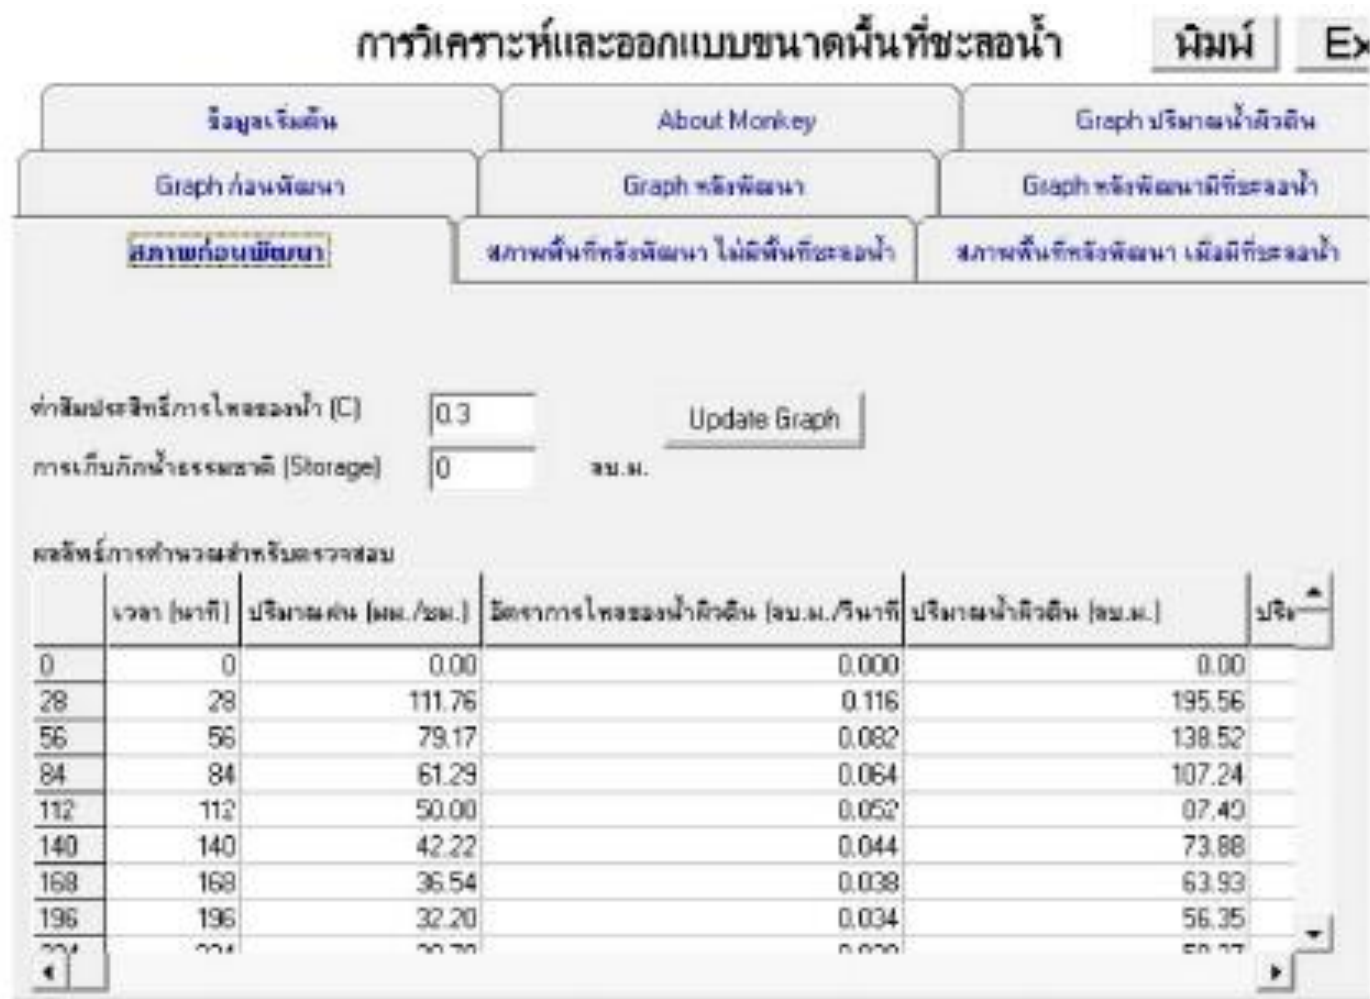 การวิเคราะห์และออกแบบขนาดพื้นที่ชะลอน้ำ พิมพ์ Ex
ข้อมูลเริ่มต้น About Monkey Graph ปริมาณน้ำผิวดิน
Graph ก่อนพัฒนา Graph หลังพัฒนา Graph หลังพัฒนามีที่ชะลอน้ำ
สภาพก่อนพัฒนา สภาพพื้นที่หลังพัฒนา ไม่มีพื้นที่ชะลอน้ำ สภาพพื้นที่หลังพัฒนา เมื่อมีที่ชะลอน้ำ
ค่าสัมประสิทธิ์การไหลของน้ำ (C) 0.3 Update Graph
การเก็บกักน้ำธรรมชาติ (Storage) 0 ลบ.ม.
ผลลัพธ์การคำนวณสำหรับตรวจสอบ
เวลา (นาที) ปริมาณฝน (มม./ชม.) อัตราการไหลของน้ำผิวดิน (ลบ.ม./วินาที ปริมาณน้ำผิวดิน (ลบ.ม.)
0 0 0.00 0.000 0.00
28 28 111.76 0.116 195.56
56 56 79.17 0.082 138.52
84 84 61.29 0.064 107.24
112 112 50.00 0.052
140 140 42.22 0.044 73.88
168 168 36.54 0.038 63.93
196 196 32.20 0.034 56.35